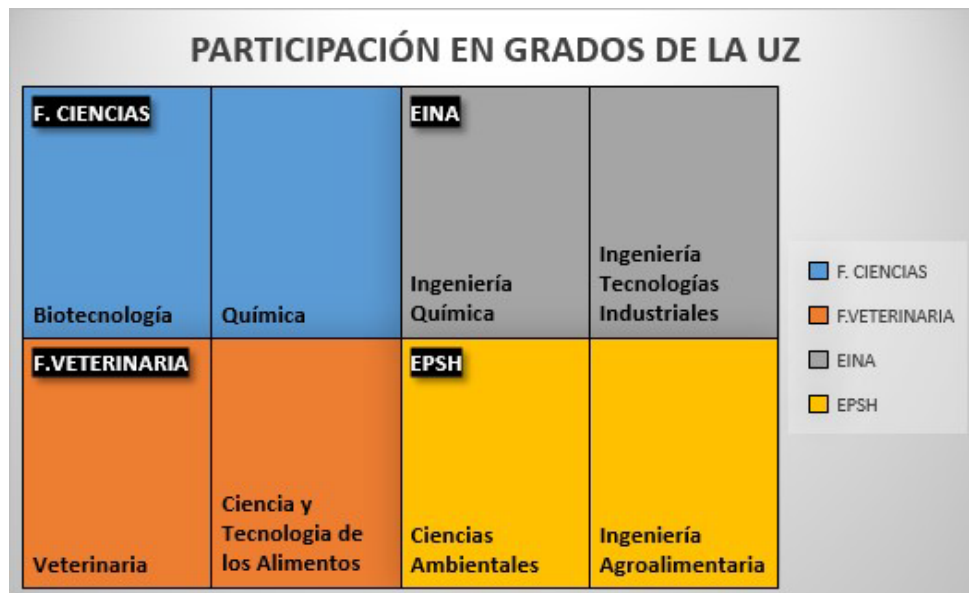 PARTICIPACIÓN EN GRADOS DE LA UZ
F. CIENCIAS
Biotecnología
Química
EINA
Ingeniería
Química
Ingeniería
Tecnologías
Industriales
F.VETERINARIA
Veterinaria
Ciencia y
Tecnologia de
los Alimentos
EPSH
Ciencias
Ambientales
Ingeniería
Agroalimentaria
F. CIENCIAS
F.VETERINARIA
EINA
EPSH